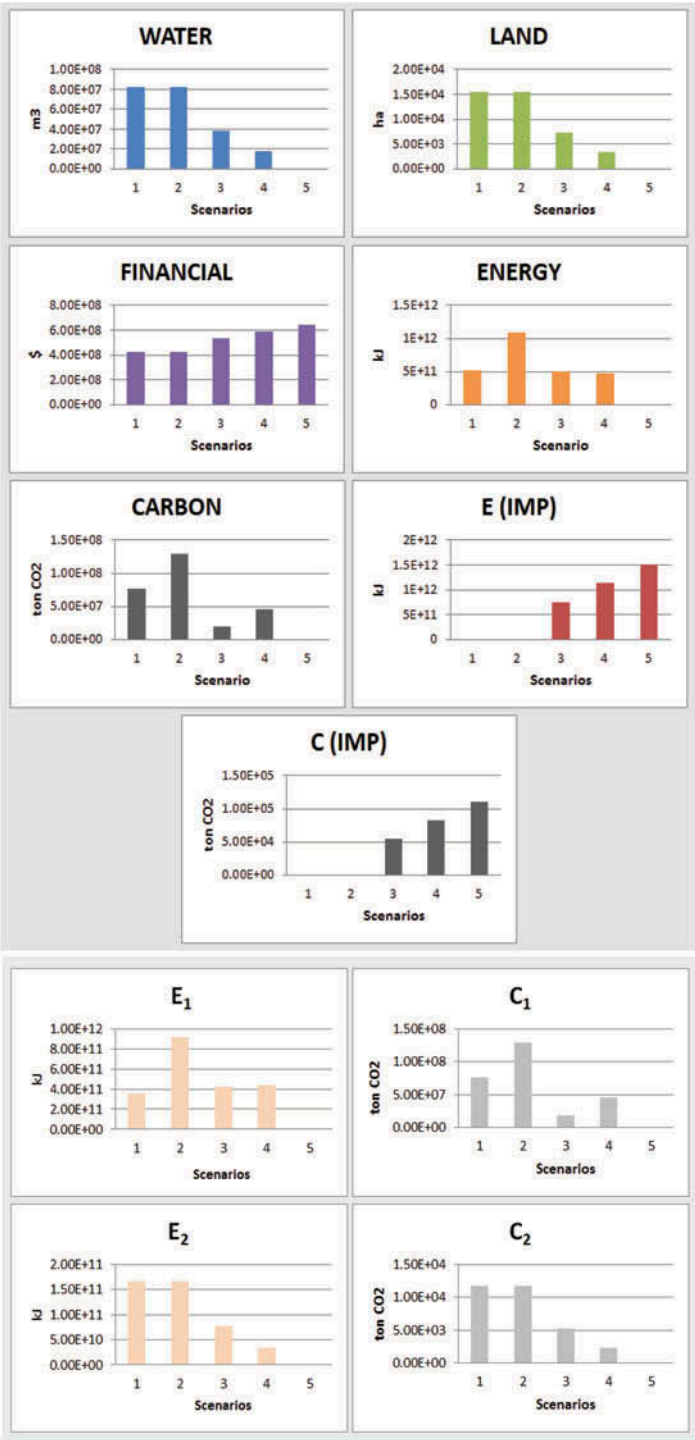 WATER
1.00E+08
8.00E+07
6.00E+07
4.00E+07
2.00E+07
0.00E+00
m3
1 2 3 4 5
Scenarios
LAND
2.00E+04
1.50E+04
1.00E+04
5.00E+03
0.00E+00
ha
1 2 3 4 5
Scenarios
FINANCIAL
8.00E+08
6.00E+08
4.00E+08
2.00E+08
0.00E+00
$
1 2 3 4 5
Scenarios
ENERGY
1.5E+12
1E+12
5E+11
0
kJ
1 2 3 4 5
Scenario
CARBON
1.50E+08
1.00E+08
5.00E+07
0.00E+00
ton CO2
1 2 3 4 5
Scenario
E (IMP)
2E+12
1.5E+12
1E+12
5E+11
0
kJ
1 2 3 4 5
Scenarios
C (IMP)
1.50E+05
1.00E+05
5.00E+04
0.00E+00
ton CO2
1 2 3 4 5
Scenarios
E₁
1.00E+12
8.00E+11
6.00E+11
4.00E+11
2.00E+11
0.00E+00
kJ
1 2 3 4 5
Scenarios
C₁
1.50E+08
1.00E+08
5.00E+07
0.00E+00
ton CO2
1 2 3 4 5
Scenarios
E₂
2.00E+11
1.50E+11
1.00E+11
5.00E+10
0.00E+00
kJ
1 2 3 4 5
Scenarios
C₂
1.50E+04
1.00E+04
5.00E+03
0.00E+00
ton CO2
1 2 3 4 5
Scenarios